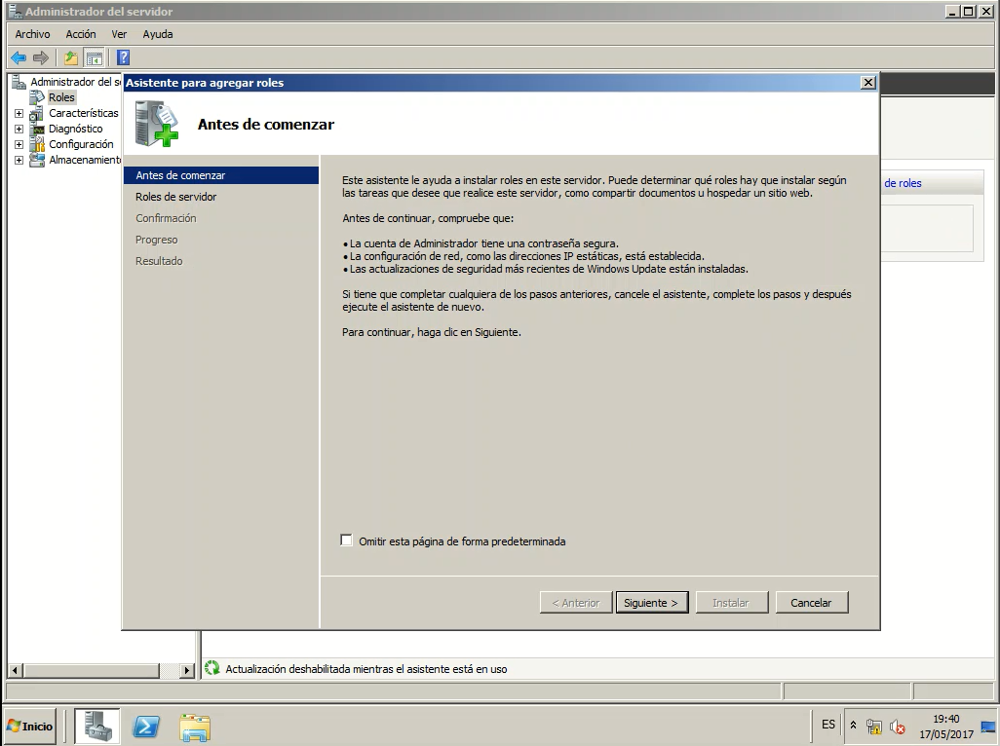 Administrador del servidor
Archivo Acción Ver Ayuda
Administrador del s
Roles
Características
Diagnóstico
Configuración
Almacenamient
Asistente para agregar roles
Antes de comenzar
Antes de comenzar
Roles de servidor
Confirmación
Progreso
Resultado
Este asistente le ayuda a instalar roles en este servidor. Puede determinar qué roles hay que instalar según
las tareas que desee que realice este servidor, como compartir documentos u hospedar un sitio web.
Antes de continuar, compruebe que:
• La cuenta de Administrador tiene una contraseña segura.
• La configuración de red, como las direcciones IP estáticas, está establecida.
• Las actualizaciones de seguridad más recientes de Windows Update están instaladas.
Si tiene que completar cualquiera de los pasos anteriores, cancele el asistente, complete los pasos y después
ejecute el asistente de nuevo.
Para continuar, haga clic en Siguiente.
Omitir esta página de forma predeterminada
< Anterior Siguiente > Instalar Cancelar
de roles
Actualización deshabilitada mientras el asistente está en uso
Inicio
ES
19:40
17/05/2017